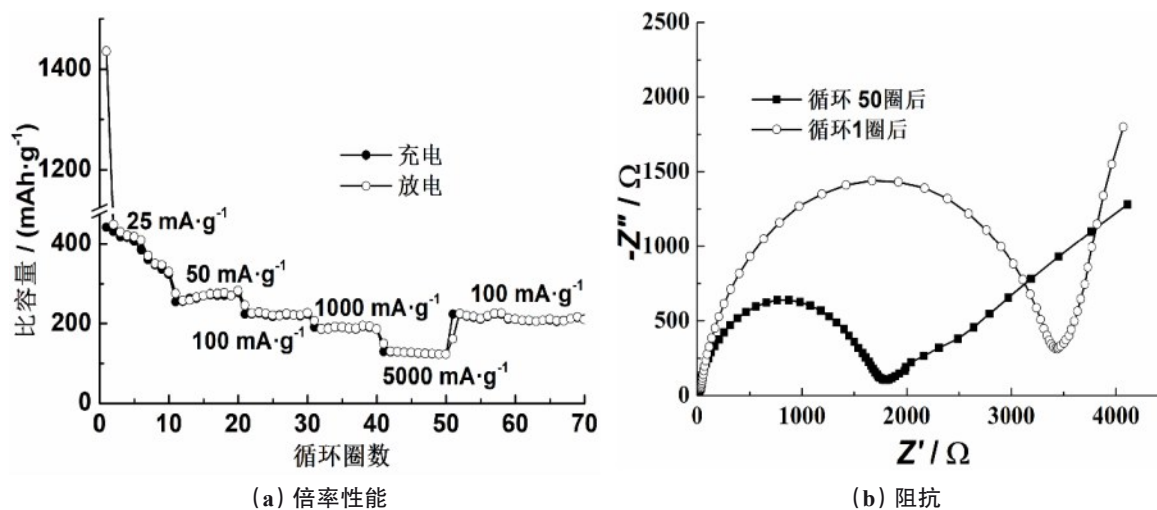 1400
1200
400
200
0
比容量 / (mAh·g⁻¹)
充电
放电
25 mA·g⁻¹
50 mA·g⁻¹
100 mA·g⁻¹
1000 mA·g⁻¹
5000 mA·g⁻¹
100 mA·g⁻¹
0 10 20 30 40 50 60 70
循环圈数
(a) 倍率性能
2500
2000
1500
1000
500
0
-Z" / Ω
循环 50圈后
循环1圈后
0 1000 2000 3000 4000
Z' / Ω
(b) 阻抗